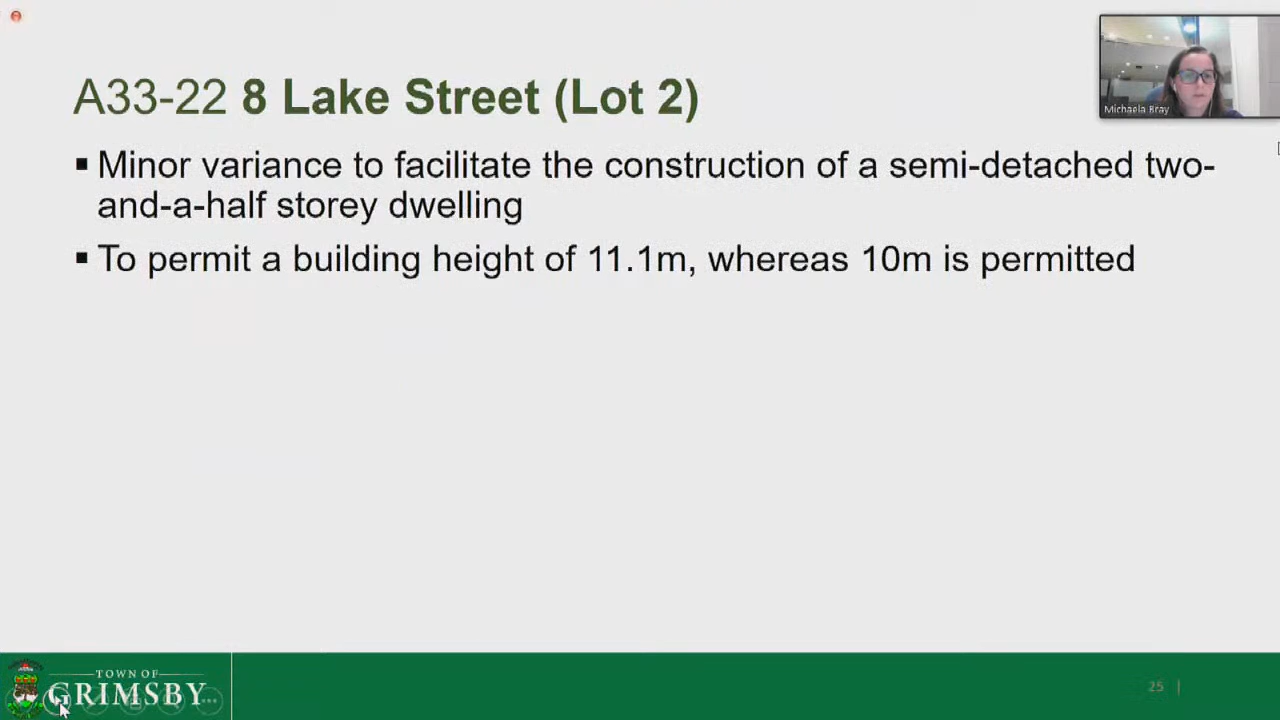 A33-22 8 Lake Street (Lot 2)
Michaela Bray
▪ Minor variance to facilitate the construction of a semi-detached two-
and-a-half storey dwelling
▪ To permit a building height of 11.1m, whereas 10m is permitted
TOWN OF
GRIMSBY
25 |